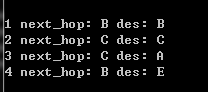 1 next_hop: B des: B
2 next_hop: C des: C
3 next_hop: C des: A
4 next_hop: B des: E